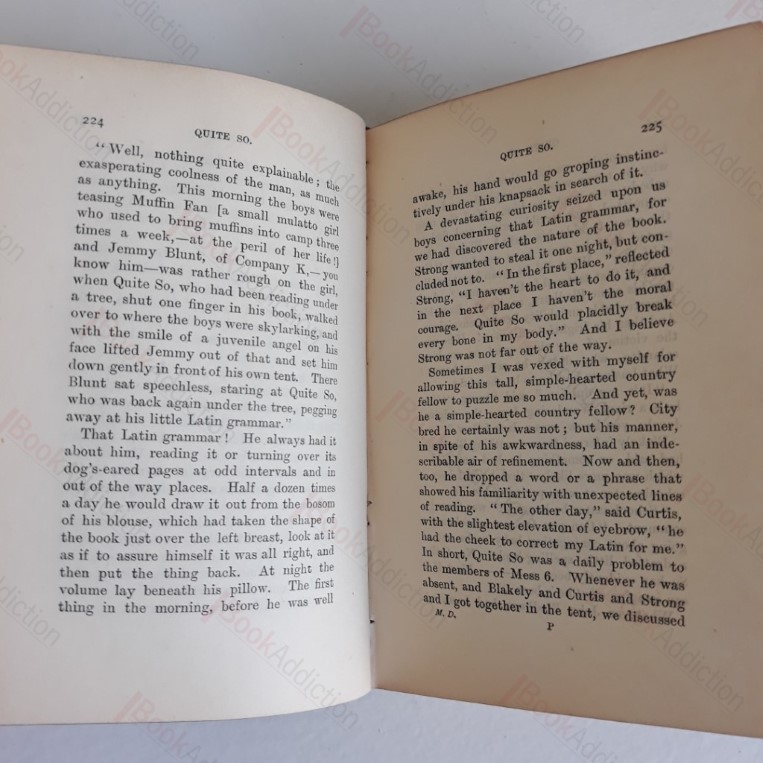 224
QUITE SO.
"Well, nothing quite explainable; the
exasperating coolness of the man, as much
as anything. This morning the boys were
teasing Muffin Fan [a small mulatto girl
who used to bring muffins into camp three
times a week,—at the peril of her life!]
and Jemmy Blunt, of Company K,—you
know him—was rather rough on the girl,
when Quite So, who had been reading under
a tree, shut one finger in his book, walked
over to where the boys were skylarking, and
with the smile of a juvenile angel on his
face lifted Jemmy out of that and set him
down gently in front of his own tent. There
Blunt sat speechless, staring at Quite So,
who was back again under the tree, pegging
away at his little Latin grammar."
That Latin grammar! He always had it
about him, reading it or turning over its
dog's-eared pages at odd intervals and in
out of the way places. Half a dozen times
a day he would draw it out from the bosom
of his blouse, which had taken the shape of
the book just over the left breast, look at it
as if to assure himself it was all right, and
then put the thing back. At night the
volume lay beneath his pillow. The first
thing in the morning, before he was well
QUITE SO.
225
awake, his hand would go groping instinc-
tively under his knapsack in search of it.
A devastating curiosity seized upon us
boys concerning that Latin grammar, for
we had discovered the nature of the book.
Strong wanted to steal it one night, but con-
cluded not to. "In the first place," reflected
Strong, "I haven't the heart to do it, and
in the next place I haven't the moral
courage. Quite So would placidly break
every bone in my body." And I believe
Strong was not far out of the way.
Sometimes I was vexed with myself for
allowing this tall, simple-hearted country
fellow to puzzle me so much. And yet, was
he a simple-hearted country fellow? City
bred he certainly was not; but his manner,
in spite of his awkwardness, had an inde-
scribable air of refinement. Now and then,
too, he dropped a word or a phrase that
showed his familiarity with unexpected lines
of reading. "The other day," said Curtis,
with the slightest elevation of eyebrow, "he
had the cheek to correct my Latin for me."
In short, Quite So was a daily problem to
the members of Mess 6. Whenever he was
absent, and Blakely and Curtis and Strong
and I got together in the tent, we discussed
M. D.
P
BookAddiction